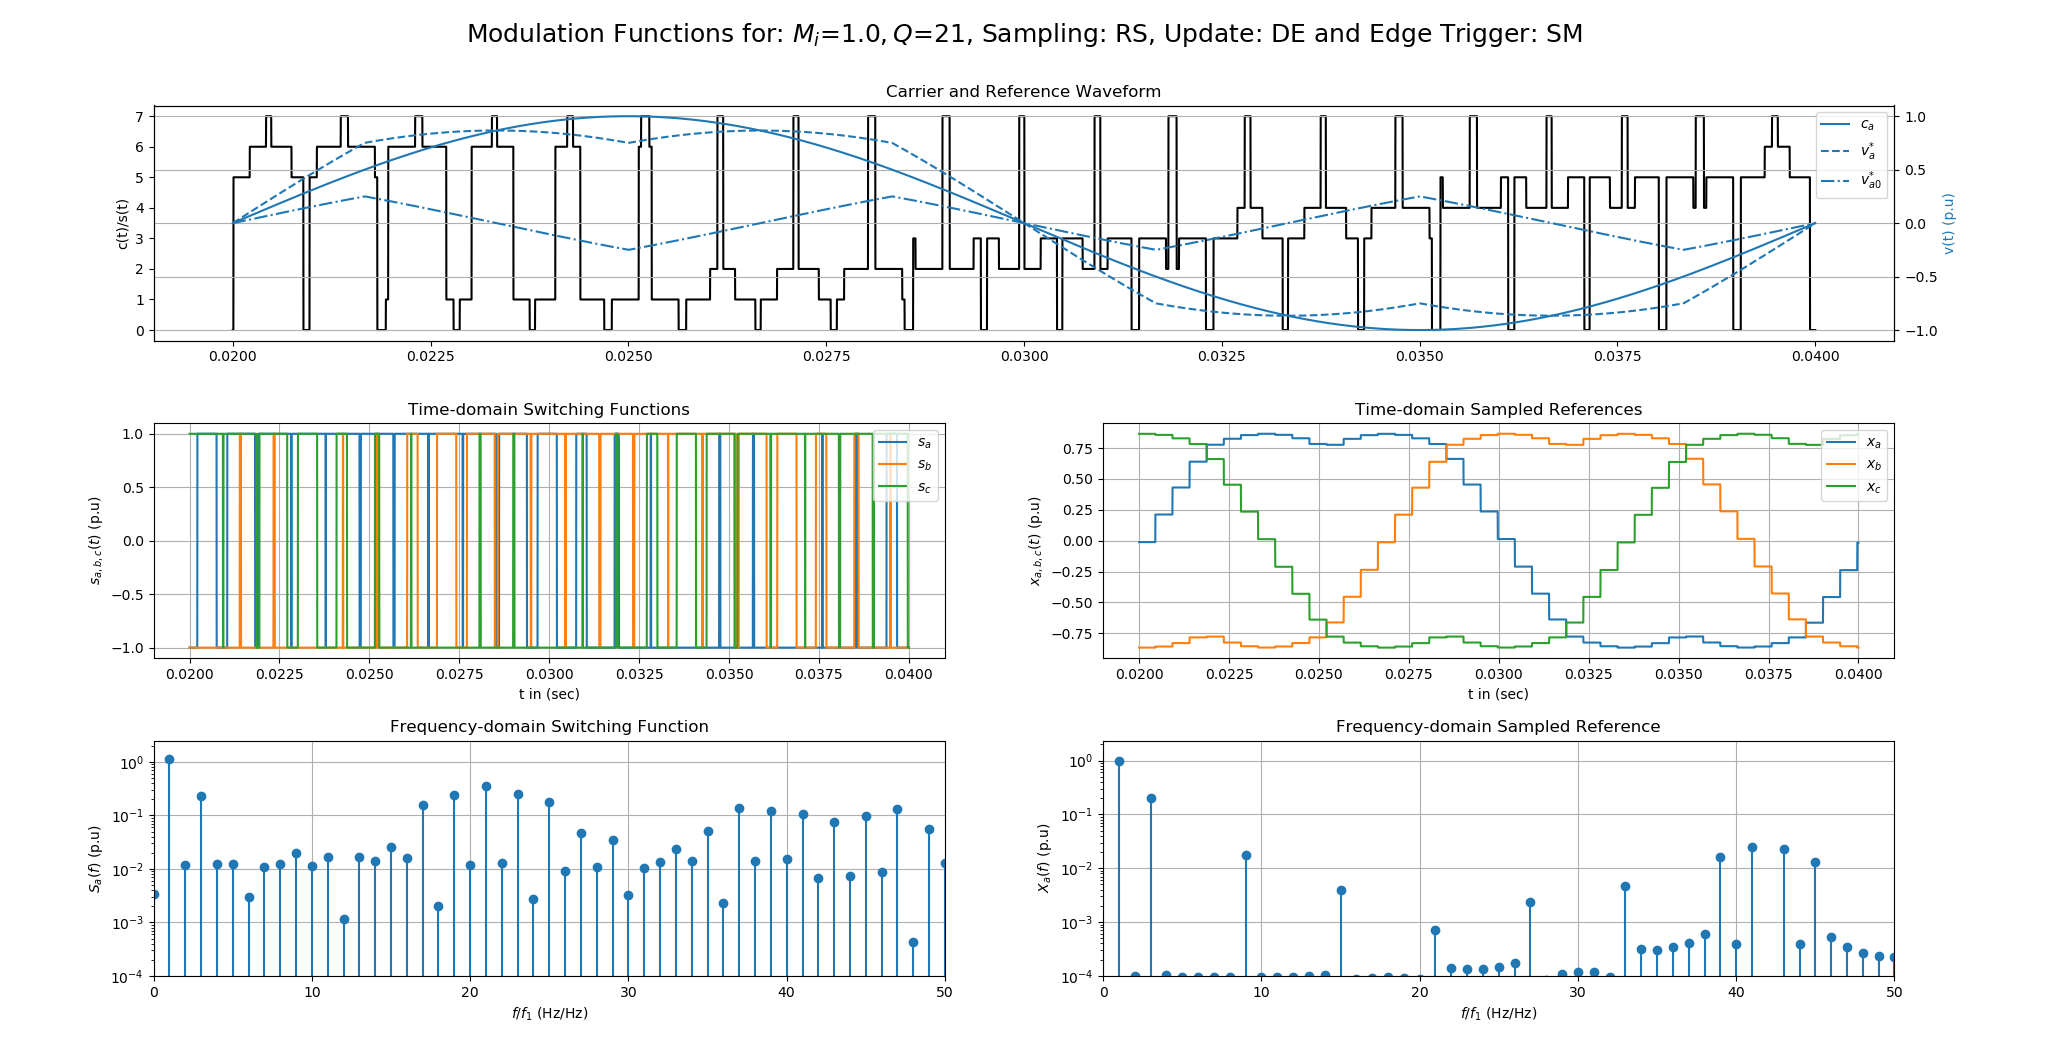 Modulation Functions for: $M_i$=1.0, $Q$=21, Sampling: RS, Update: DE and Edge Trigger: SM
Carrier and Reference Waveform
c(t)/s(t)
7
6
5
4
3
2
1
0
0.0200 0.0225 0.0250 0.0275 0.0300 0.0325 0.0350 0.0375 0.0400
1.0
0.5
0.0
−0.5
−1.0
v(t) (p.u)
$c_a$
$v_a^*$
$v_{a0}^*$
Time-domain Switching Functions
$s_{a,b,c}(t)$ (p.u)
1.0
0.5
0.0
−0.5
−1.0
0.0200 0.0225 0.0250 0.0275 0.0300 0.0325 0.0350 0.0375 0.0400
t in (sec)
$s_a$
$s_b$
$s_c$
Time-domain Sampled References
$x_{a,b,c}(t)$ (p.u)
0.75
0.50
0.25
0.00
−0.25
−0.50
−0.75
0.0200 0.0225 0.0250 0.0275 0.0300 0.0325 0.0350 0.0375 0.0400
t in (sec)
$x_a$
$x_b$
$x_c$
Frequency-domain Switching Function
$S_a(f)$ (p.u)
$10^0$
$10^{-1}$
$10^{-2}$
$10^{-3}$
$10^{-4}$
0 10 20 30 40 50
$f/f_1$ (Hz/Hz)
Frequency-domain Sampled Reference
$X_a(f)$ (p.u)
$10^0$
$10^{-1}$
$10^{-2}$
$10^{-3}$
$10^{-4}$
0 10 20 30 40 50
$f/f_1$ (Hz/Hz)